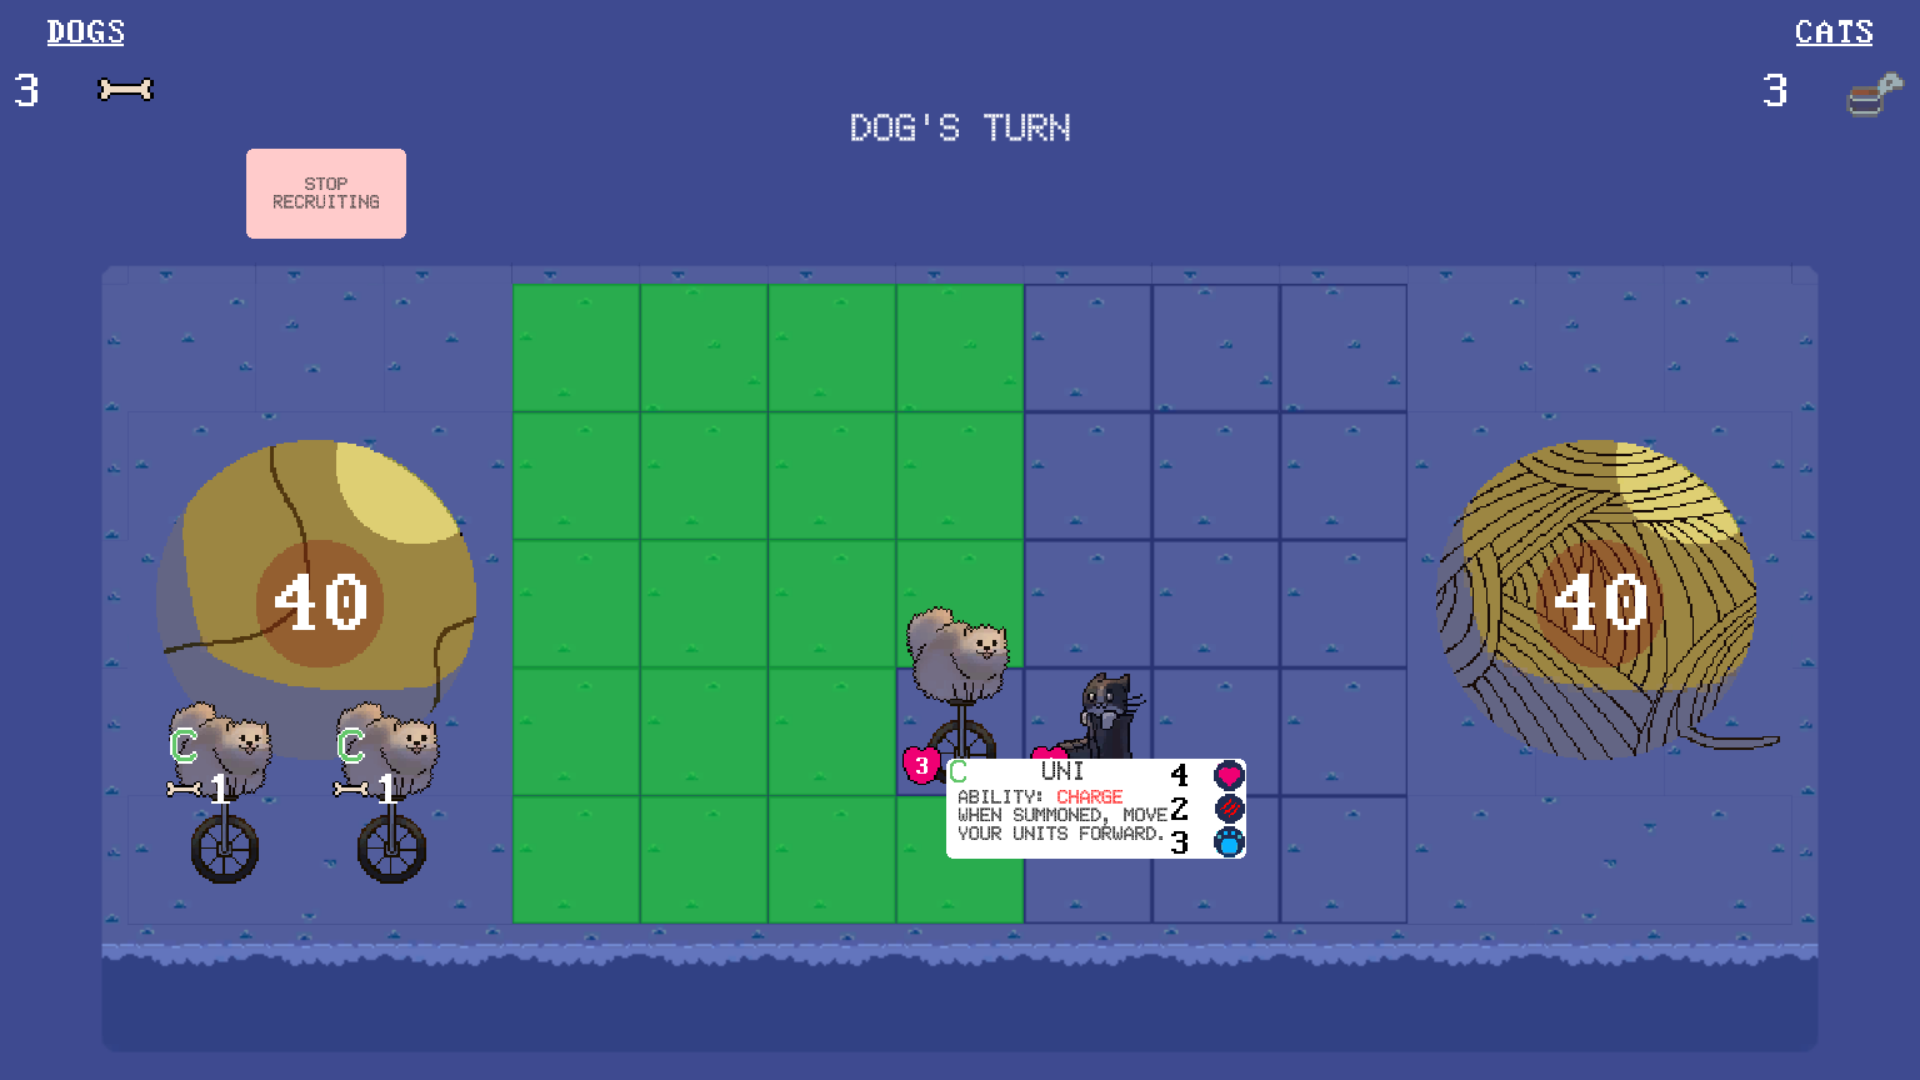 DOGS
CATS
3
3
DOG'S TURN
STOP
RECRUITING
40
40
C
C
1
1
3
C UNI 4
ABILITY: CHARGE
WHEN SUMMONED, MOVE 2
YOUR UNITS FORWARD. 3